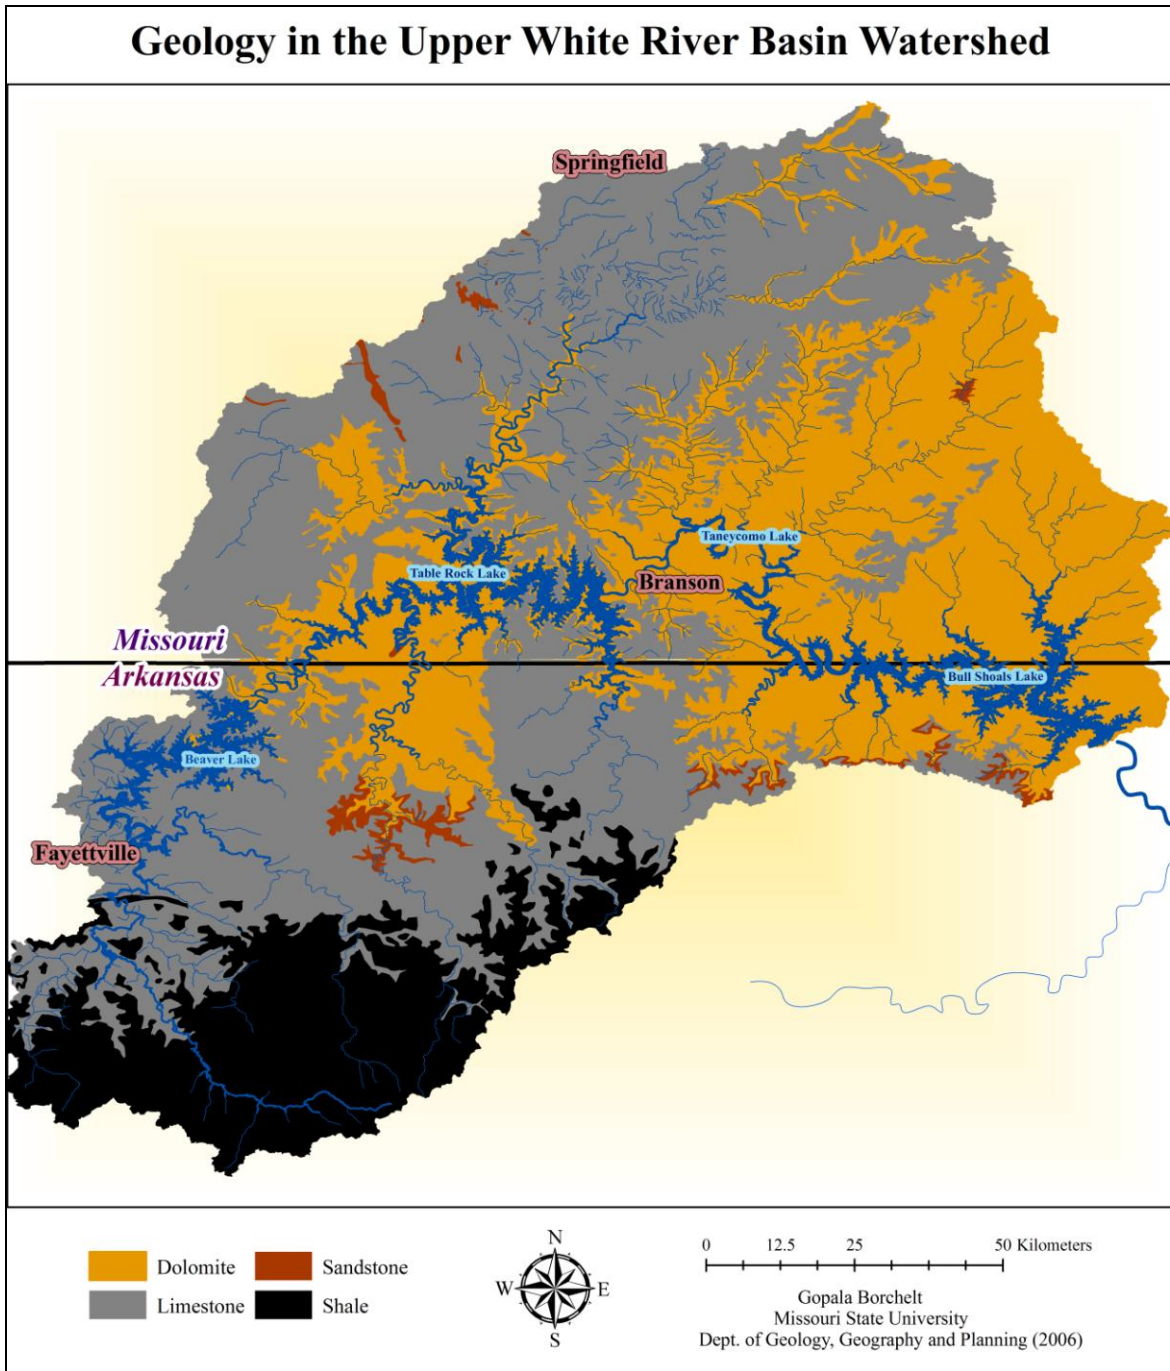 Geology in the Upper White River Basin Watershed
Springfield
Taneycomo Lake
Table Rock Lake
Branson
Missouri
Arkansas
Bull Shoals Lake
Beaver Lake
Fayettville
Dolomite
Sandstone
Limestone
Shale
N
W
E
S
0 12.5 25 50 Kilometers
Gopala Borchelt
Missouri State University
Dept. of Geology, Geography and Planning (2006)